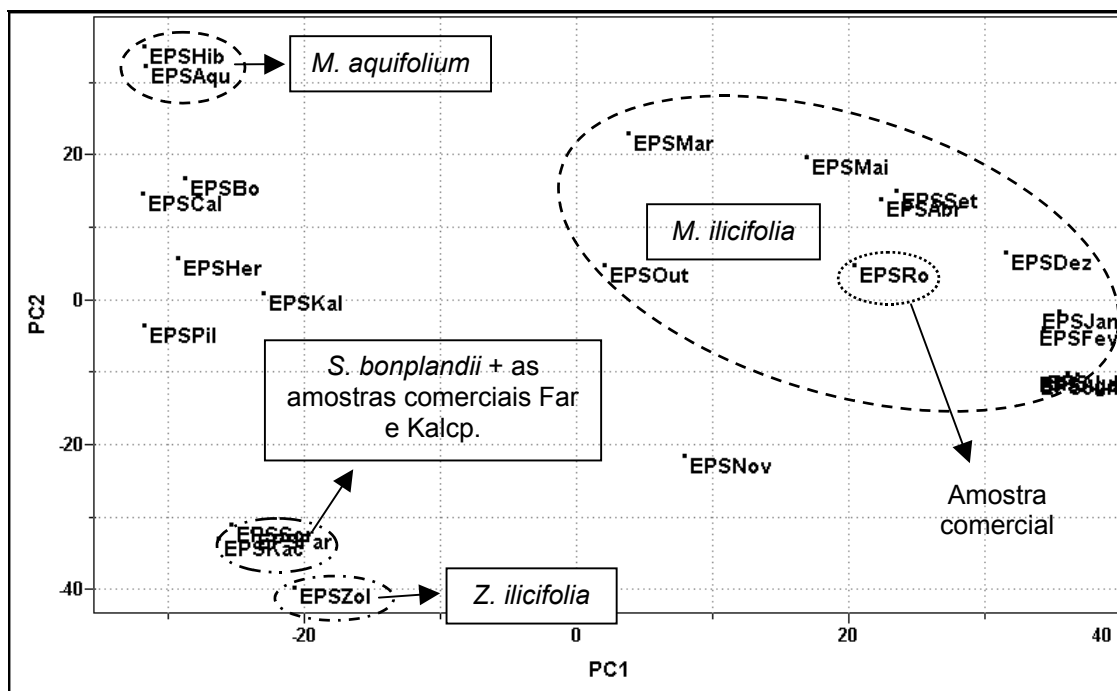 EPSHib
EPSAqu
M. aquifolium
20
EPSMar
EPSMai
EPSBo
EPSCal
EPSSet
EPSAbr
M. ilicifolia
EPSHer
EPSOut
EPSRo
EPSDez
PC2
0
EPSKal
EPSJan
EPSPil
EPSFev
S. bonplandii + as
amostras comerciais Far
e Kalcp.
-20
EPSNov
Amostra
comercial
EPSKac
-40
EPSZol
Z. ilicifolia
-20
0
20
40
PC1